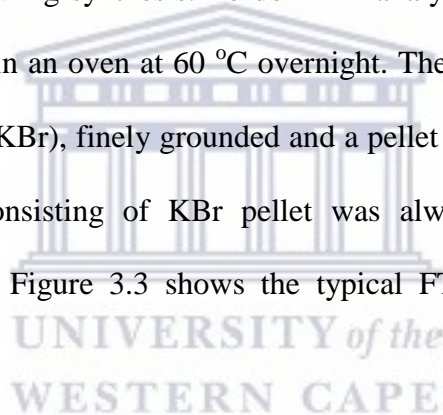 in an oven at 60 °C overnight. The
KBr), finely grounded and a pellet
onsisting of KBr pellet was alw
Figure 3.3 shows the typical FT
UNIVERSITY of the
WESTERN CAPE